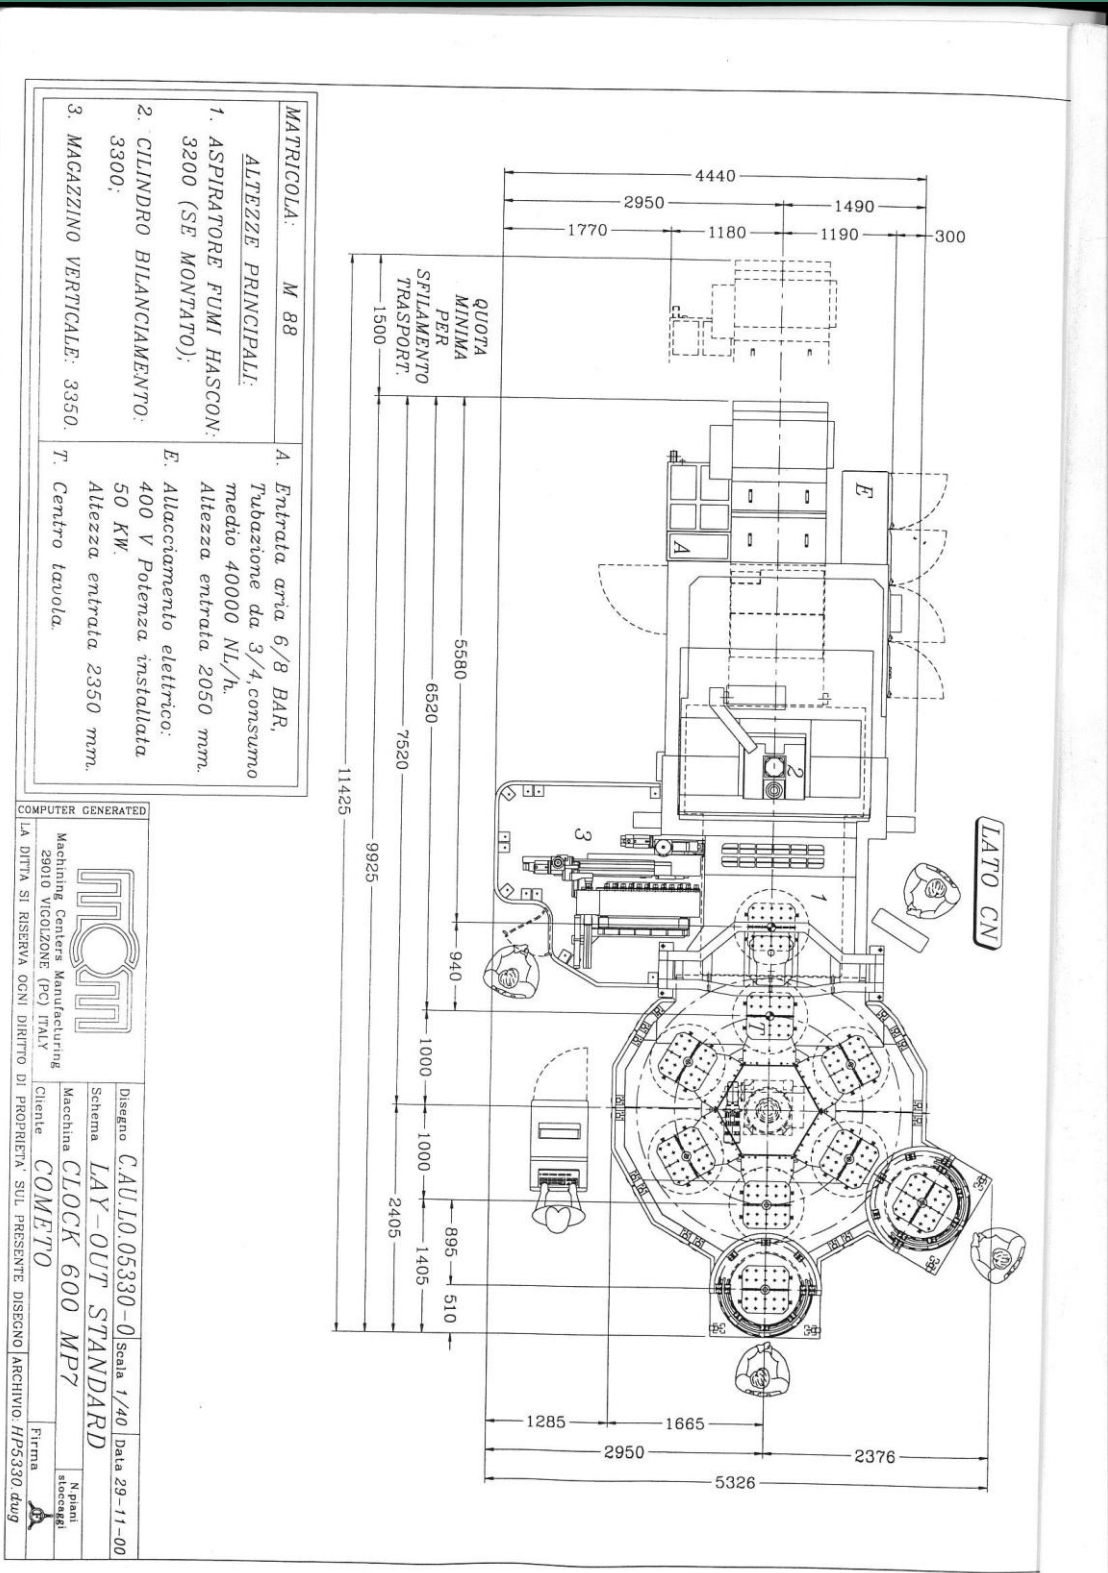 4440
2950
1490
1770
1180
1190
300
QUOTA
MINIMA
PER
SFILAMENTO
TRASPORT.
1500
5580
940
6520
1000
1000
895
510
7520
2405
1405
9925
11425
1285
1665
2950
2376
5326
LATO CN
E
A
2
3
1
T
MATRICOLA: M 88
ALTEZZE PRINCIPALI:
1. ASPIRATORE FUMI HASCON:
3200 (SE MONTATO);
2. CILINDRO BILANCIAMENTO:
3300;
3. MAGAZZINO VERTICALE: 3350.
A. Entrata aria 6/8 BAR,
Tubazione da 3/4, consumo
medio 40000 NL/h.
Altezza entrata 2050 mm.
E. Allacciamento elettrico:
400 V Potenza installata
50 KW.
Altezza entrata 2350 mm.
T. Centro tavola.
COMPUTER GENERATED
mcm
Machining Centers Manufacturing
29010 VIGOLZONE (PC) ITALY
Disegno C.AU.L0.05330-0
Scala 1/40
Data 29-11-00
Schema LAY-OUT STANDARD
Macchina CLOCK 600 MP7
N.piani
stoccaggi
Cliente COMETO
Firma
LA DITTA SI RISERVA OGNI DIRITTO DI PROPRIETA' SUL PRESENTE DISEGNO
ARCHIVIO: HP5330.dwg